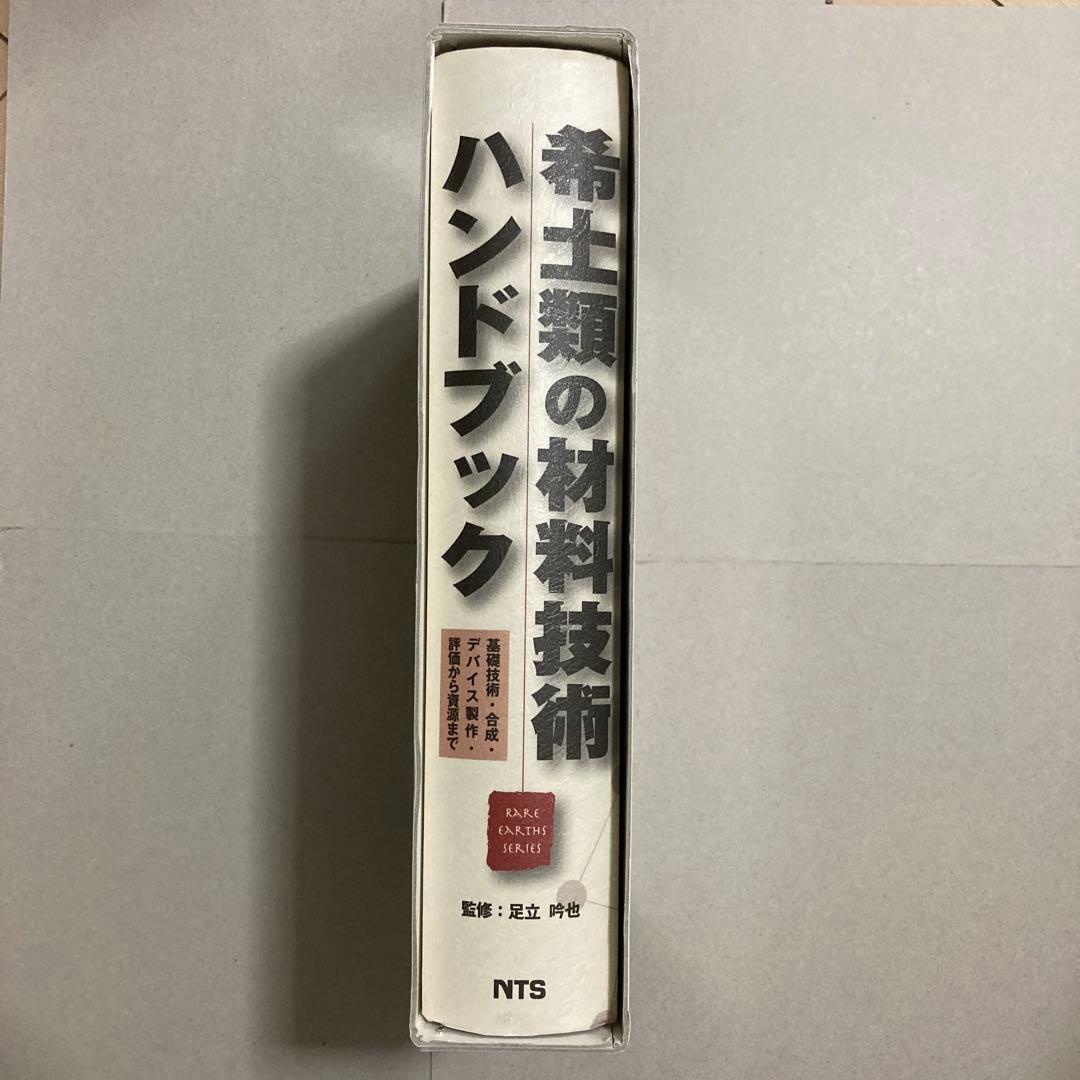 希土類の材料技術
ハンドブック
基礎技術・合成・
デバイス製作・
評価から資源まで
RARE
EARTHS
SERIES
監修：足立 吟也
NTS